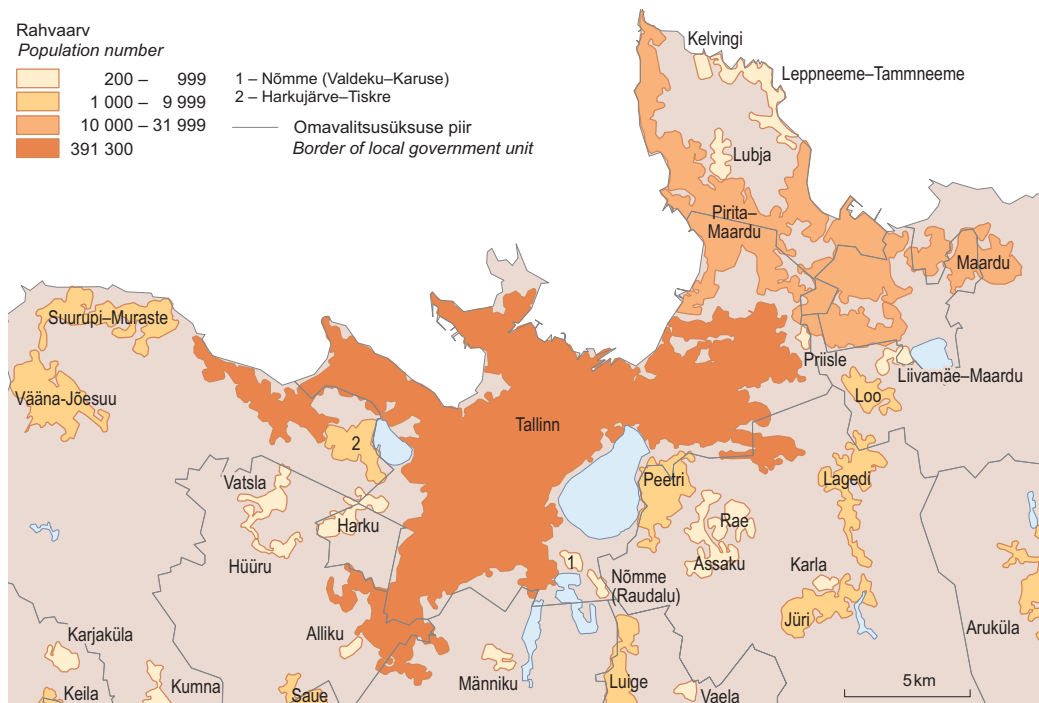 Rahvaarv
Population number
200 – 999
1 000 – 9 999
10 000 – 31 999
391 300
1 – Nõmme (Valdeku–Karuse)
2 – Harkujärve–Tiskre
Omavalitsusüksuse piir
Border of local government unit
Kelvingi
Leppneeme–Tammneeme
Lubja
Pirita–
Maardu
Maardu
Suurupi–Muraste
Priisle
Liivamäe–Maardu
Vääna-Jõesuu
Loo
Tallinn
2
Vatsla
Peetri
Lagedi
Harku
Rae
Hüüru
1
Assaku
Nõmme
(Raudalu)
Karla
Jüri
Alliku
Aruküla
Karjaküla
Männiku
Keila
Kumna
Saue
Luige
Vaela
5 km